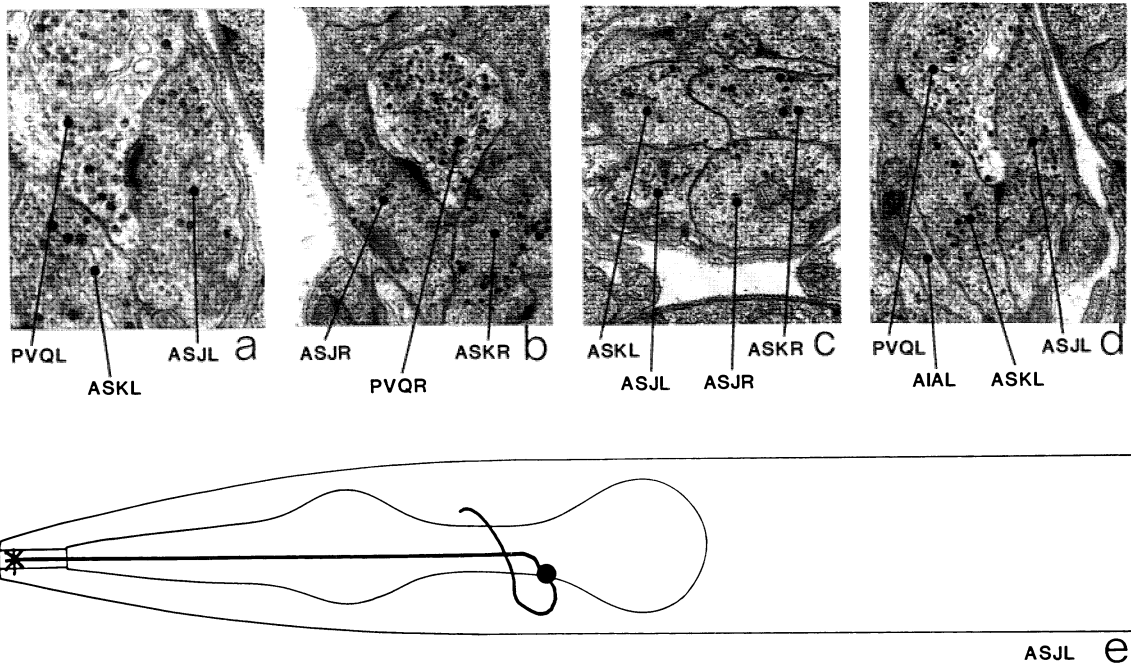 PVQL ASJL a
ASKL
ASJR ASKR b
PVQR
ASKL ASKR c
ASJL ASJR
PVQL ASJL d
AIAL ASKL
ASJL e